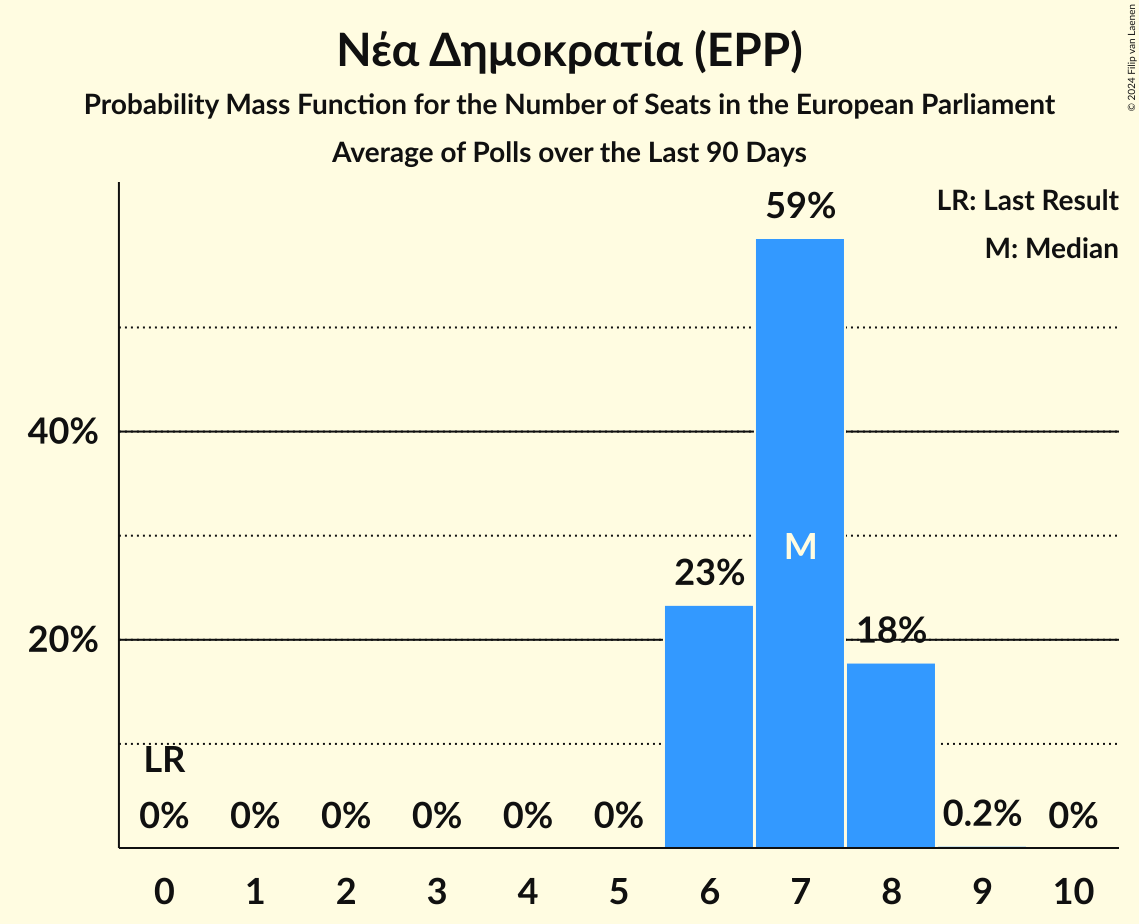 Νέα Δημοκρατία (EPP)
Probability Mass Function for the Number of Seats in the European Parliament
Average of Polls over the Last 90 Days
© 2024 Filip van Laenen
LR: Last Result
M: Median
59%
40%
M
23%
20%
18%
LR
0% 0% 0% 0% 0% 0% 0.2% 0%
0 1 2 3 4 5 6 7 8 9 10